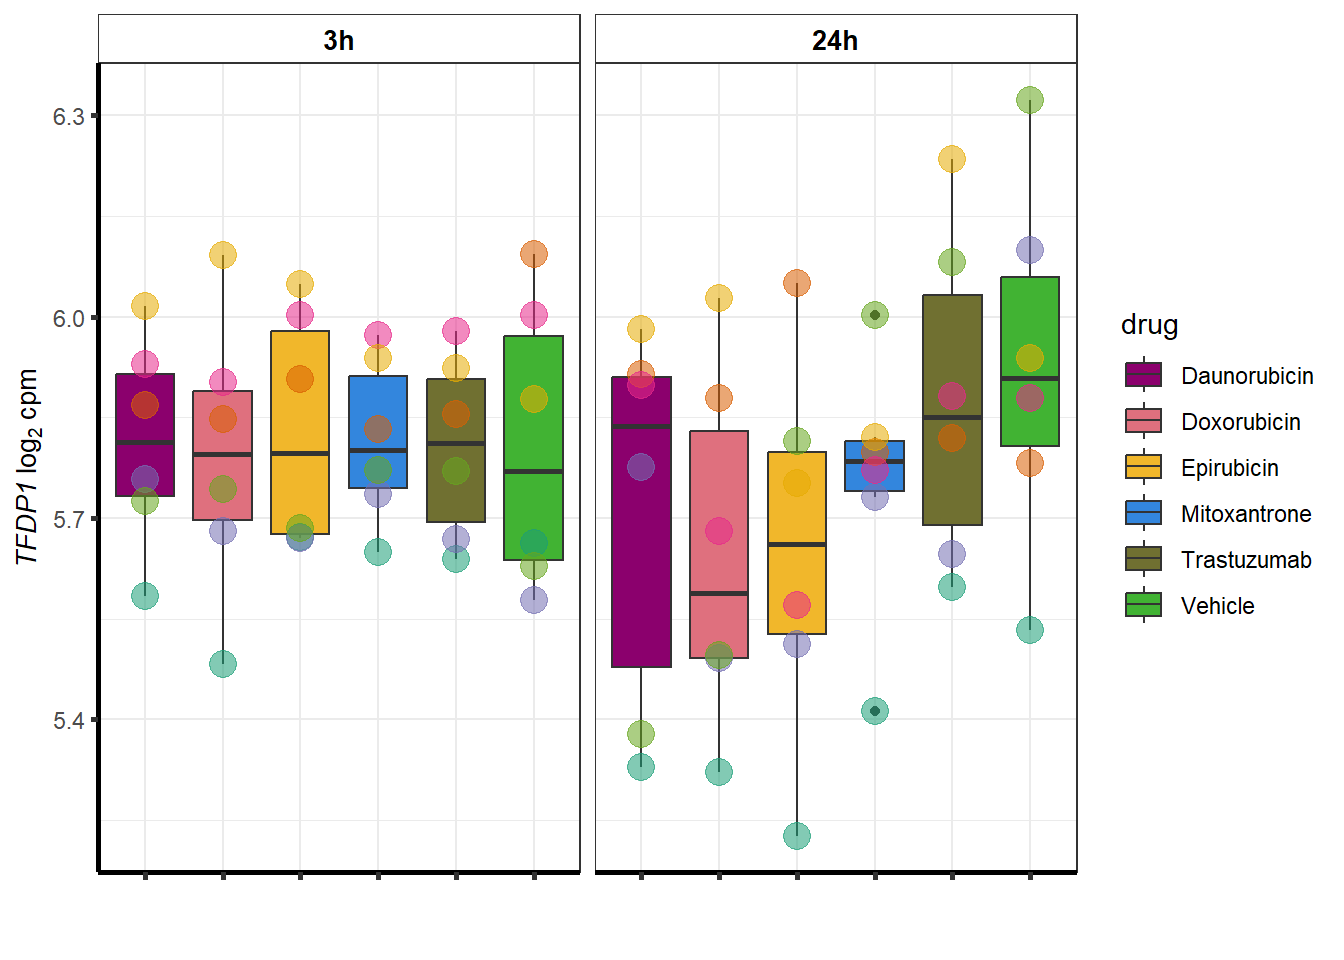 3h
24h
6.3
6.0
5.7
5.4
TFDP1 log₂ cpm
drug
Daunorubicin
Doxorubicin
Epirubicin
Mitoxantrone
Trastuzumab
Vehicle